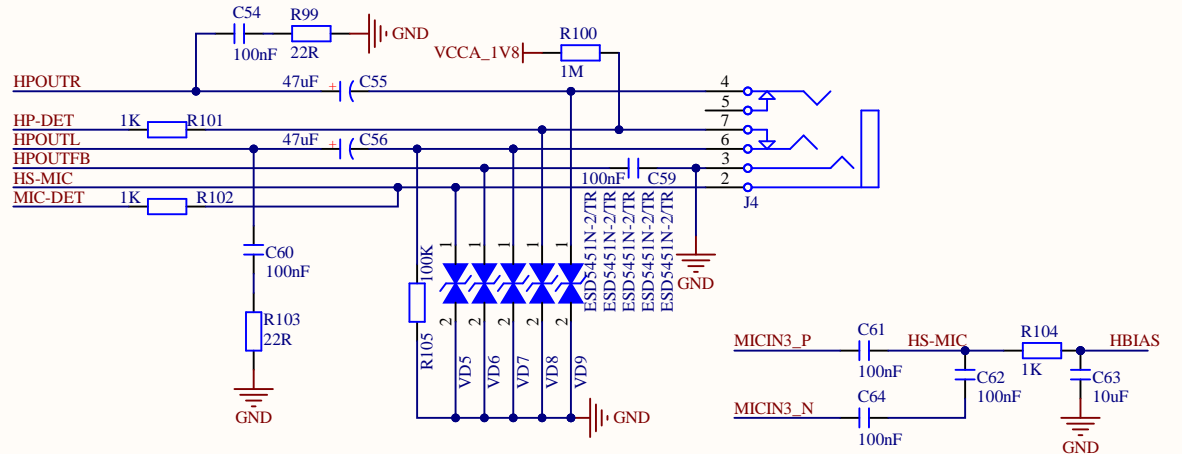 C54
R99
GND
100nF
22R
R100
VCCA_1V8
1M
HPOUTR
47uF
+
C55
4
5
HP-DET
1K
R101
7
HPOUTL
47uF
+
C56
6
HPOUTFB
100nF
C59
3
HS-MIC
2
MIC-DET
1K
R102
J4
C60
100nF
R103
22R
GND
100K
R105
1
1
1
1
1
2
2
2
2
2
VD5
VD6
VD7
VD8
VD9
ESD5451N-2/TR
ESD5451N-2/TR
ESD5451N-2/TR
ESD5451N-2/TR
ESD5451N-2/TR
GND
GND
MICIN3_P
C61
100nF
HS-MIC
R104
1K
HBIAS
C62
100nF
C63
10uF
MICIN3_N
C64
100nF
GND